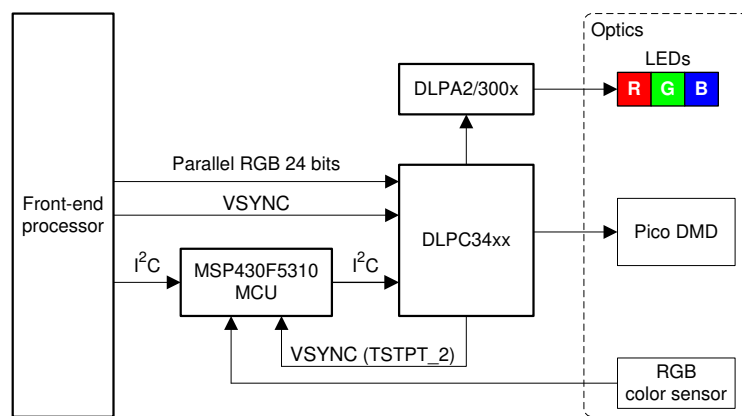 Optics
LEDs
R G B
DLPA2/300x
Parallel RGB 24 bits
VSYNC
Front-end
processor
DLPC34xx
Pico DMD
I²C
MSP430F5310
MCU
I²C
VSYNC (TSTPT_2)
RGB
color sensor